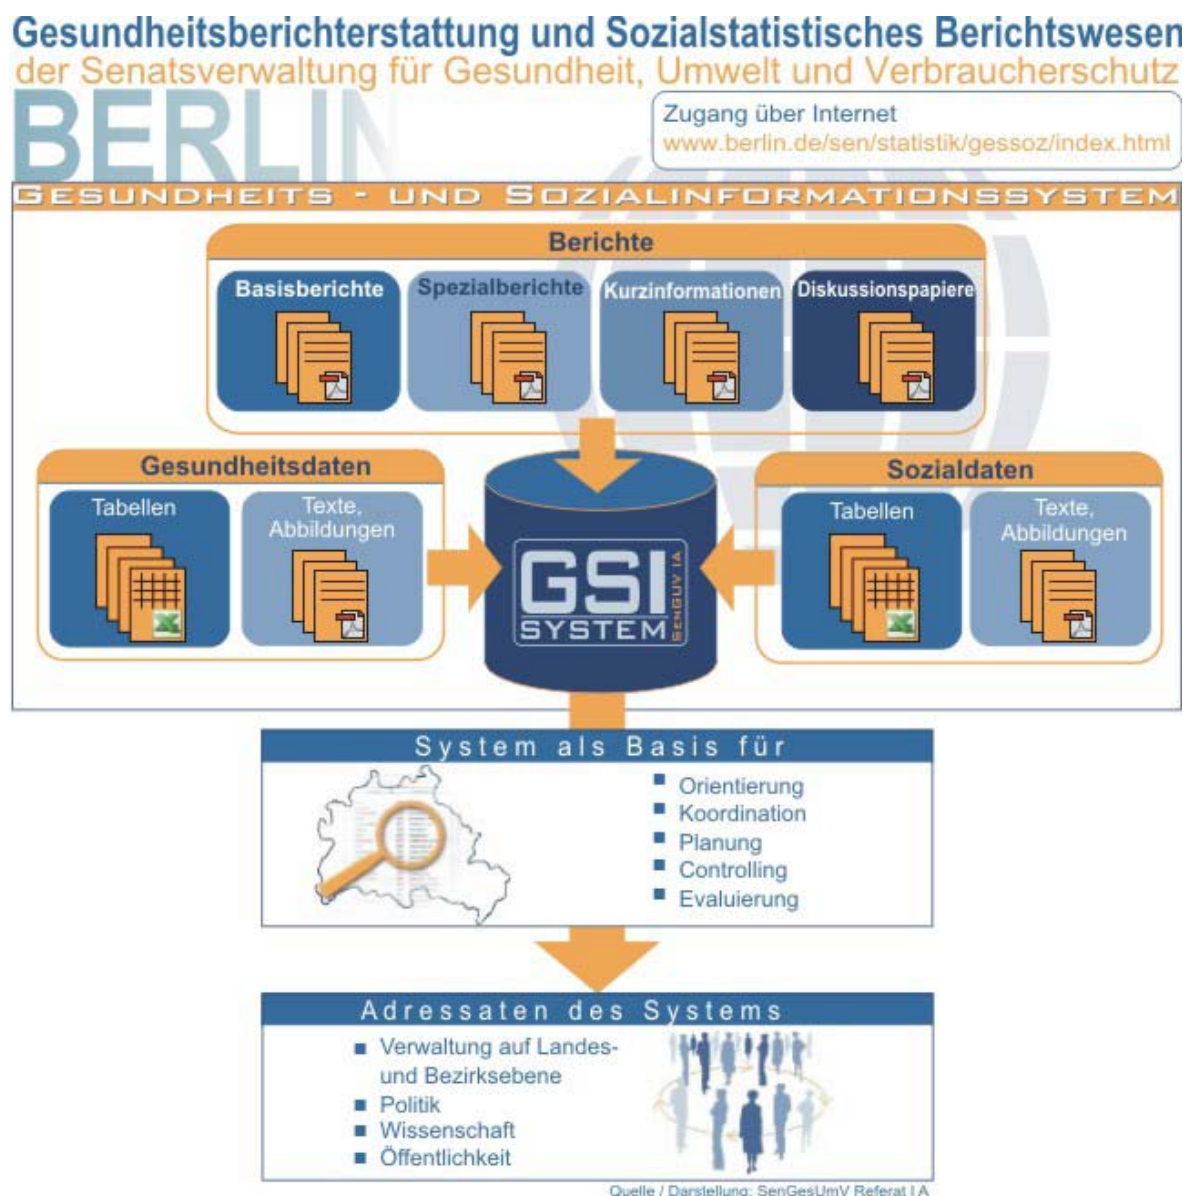 Gesundheitsberichterstattung und Sozialstatistisches Berichtswesen
der Senatsverwaltung für Gesundheit, Umwelt und Verbraucherschutz
BERLIN
Zugang über Internet
www.berlin.de/sen/statistik/gessoz/index.html
GESUNDHEITS - UND SOZIALINFORMATIONSSYSTEM
Berichte
Basisberichte
Spezialberichte
Kurzinformationen
Diskussionspapiere
Gesundheitsdaten
Tabellen
Texte,
Abbildungen
GSI
SYSTEM
SENGUV IA
Sozialdaten
Tabellen
Texte,
Abbildungen
System als Basis für
Orientierung
Koordination
Planung
Controlling
Evaluierung
Adressaten des Systems
Verwaltung auf Landes-
und Bezirksebene
Politik
Wissenschaft
Öffentlichkeit
Quelle / Darstellung: SenGesUmV Referat I A